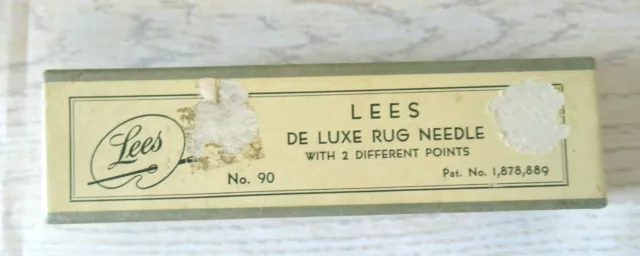 Lees
LEES
DE LUXE RUG NEEDLE
WITH 2 DIFFERENT POINTS
No. 90
Pat. No. 1,878,889